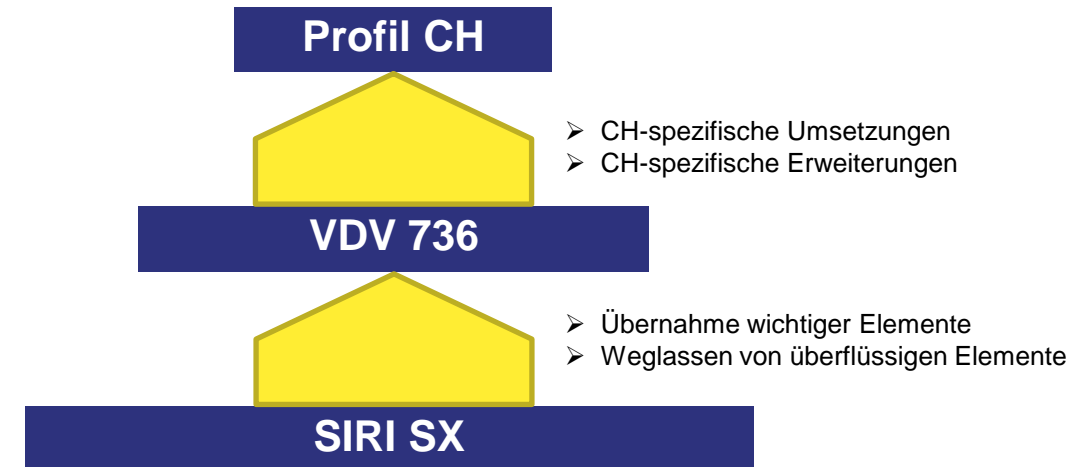 Profil CH
➢ CH-spezifische Umsetzungen
➢ CH-spezifische Erweiterungen
VDV 736
➢ Übernahme wichtiger Elemente
➢ Weglassen von überflüssigen Elemente
SIRI SX